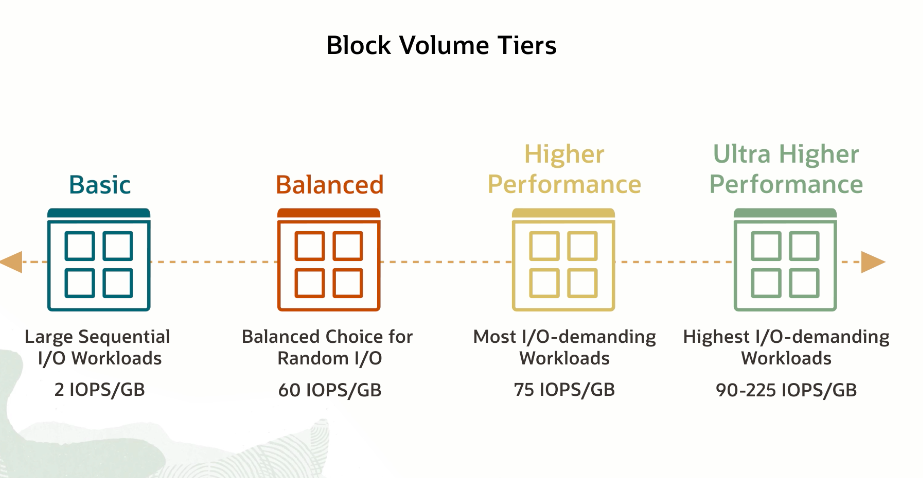 Block Volume Tiers
Basic
Large Sequential
I/O Workloads
2 IOPS/GB
Balanced
Balanced Choice for
Random I/O
60 IOPS/GB
Higher
Performance
Most I/O-demanding
Workloads
75 IOPS/GB
Ultra Higher
Performance
Highest I/O-demanding
Workloads
90-225 IOPS/GB